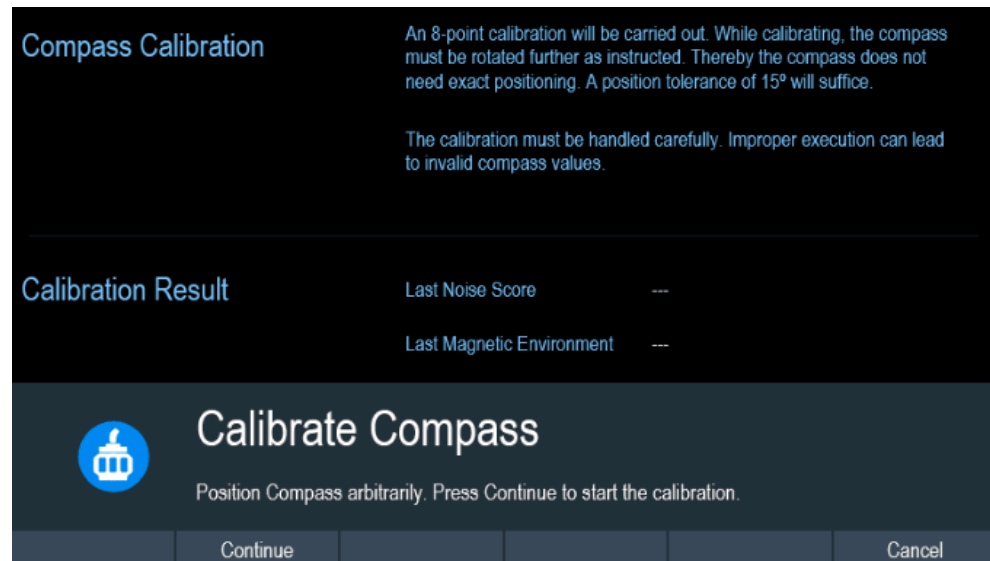 Compass Calibration
An 8-point calibration will be carried out. While calibrating, the compass
must be rotated further as instructed. Thereby the compass does not
need exact positioning. A position tolerance of 15º will suffice.
The calibration must be handled carefully. Improper execution can lead
to invalid compass values.
Calibration Result
Last Noise Score ---
Last Magnetic Environment ---
Calibrate Compass
Position Compass arbitrarily. Press Continue to start the calibration.
Continue Cancel